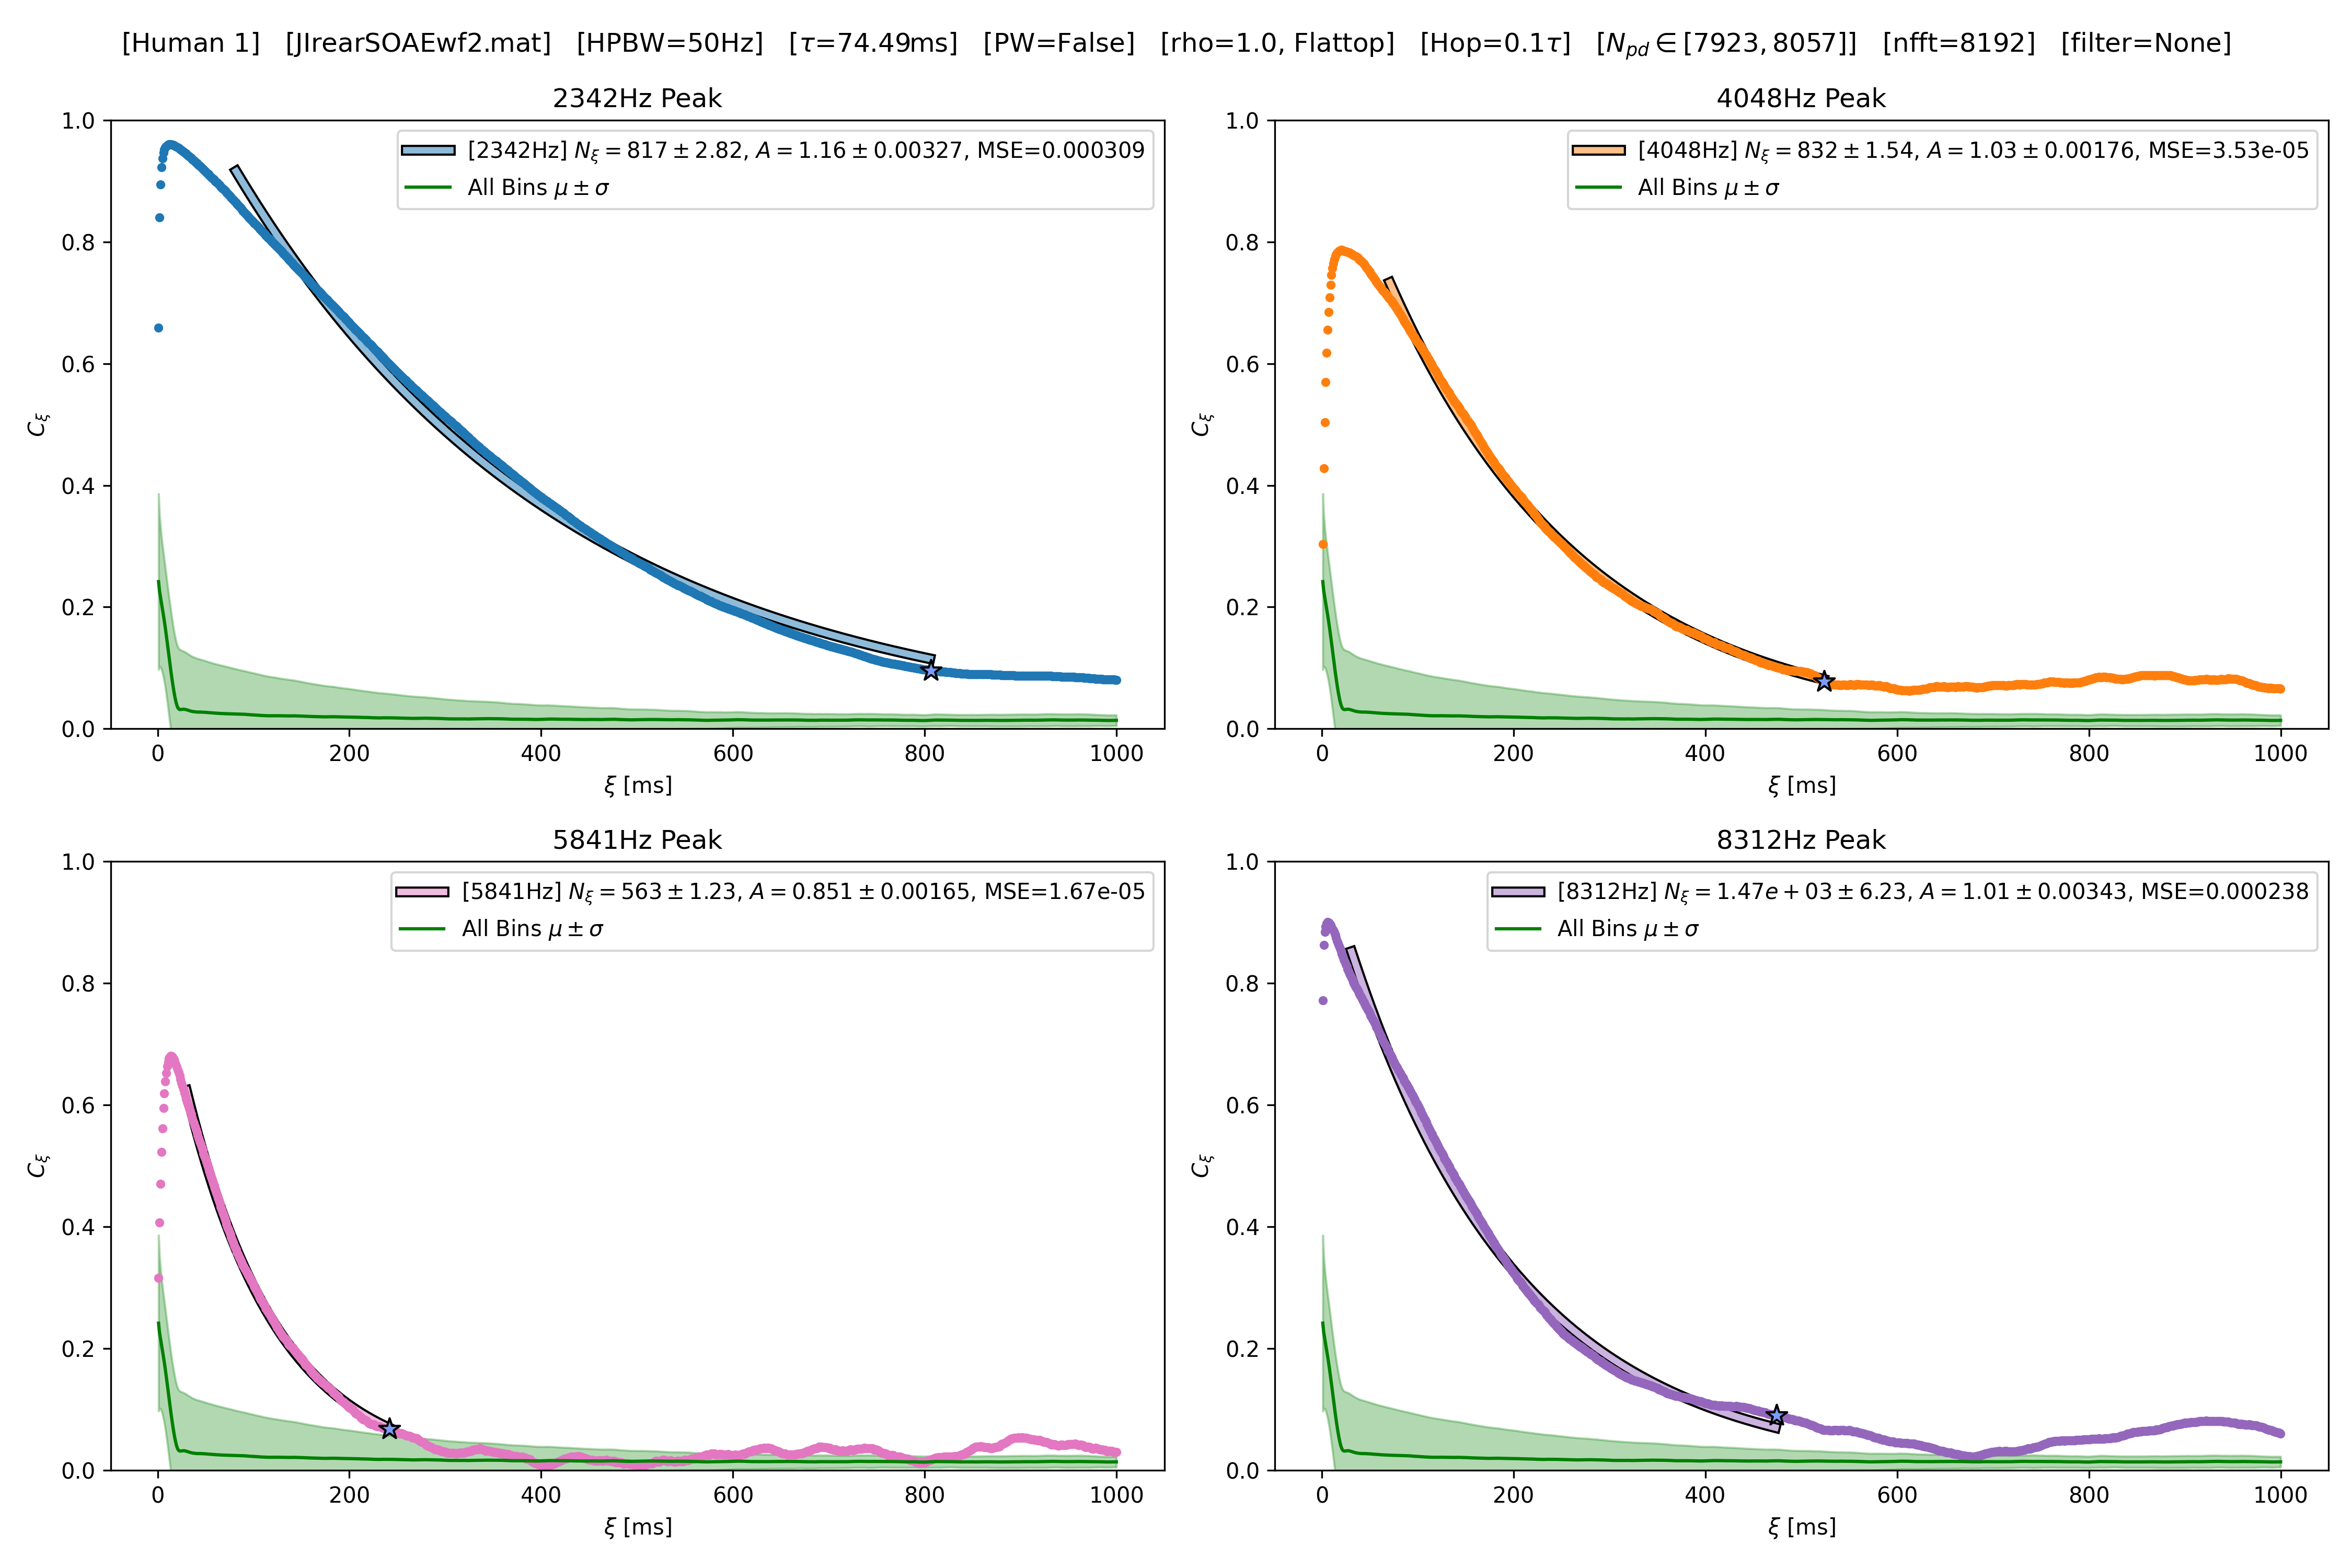 [Human 1] [JIrearSOAEwf2.mat] [HPBW=50Hz] [τ=74.49ms] [PW=False] [rho=1.0, Flattop] [Hop=0.1τ] [N_{pd} ∈ [7923, 8057]] [nfft=8192] [filter=None]
2342Hz Peak
[2342Hz] N_ξ = 817 ± 2.82, A = 1.16 ± 0.00327, MSE=0.000309
All Bins μ ± σ
C_ξ
1.0
0.8
0.6
0.4
0.2
0.0
0 200 400 600 800 1000
ξ [ms]
4048Hz Peak
[4048Hz] N_ξ = 832 ± 1.54, A = 1.03 ± 0.00176, MSE=3.53e-05
All Bins μ ± σ
C_ξ
1.0
0.8
0.6
0.4
0.2
0.0
0 200 400 600 800 1000
ξ [ms]
5841Hz Peak
[5841Hz] N_ξ = 563 ± 1.23, A = 0.851 ± 0.00165, MSE=1.67e-05
All Bins μ ± σ
C_ξ
1.0
0.8
0.6
0.4
0.2
0.0
0 200 400 600 800 1000
ξ [ms]
8312Hz Peak
[8312Hz] N_ξ = 1.47e + 03 ± 6.23, A = 1.01 ± 0.00343, MSE=0.000238
All Bins μ ± σ
C_ξ
1.0
0.8
0.6
0.4
0.2
0.0
0 200 400 600 800 1000
ξ [ms]